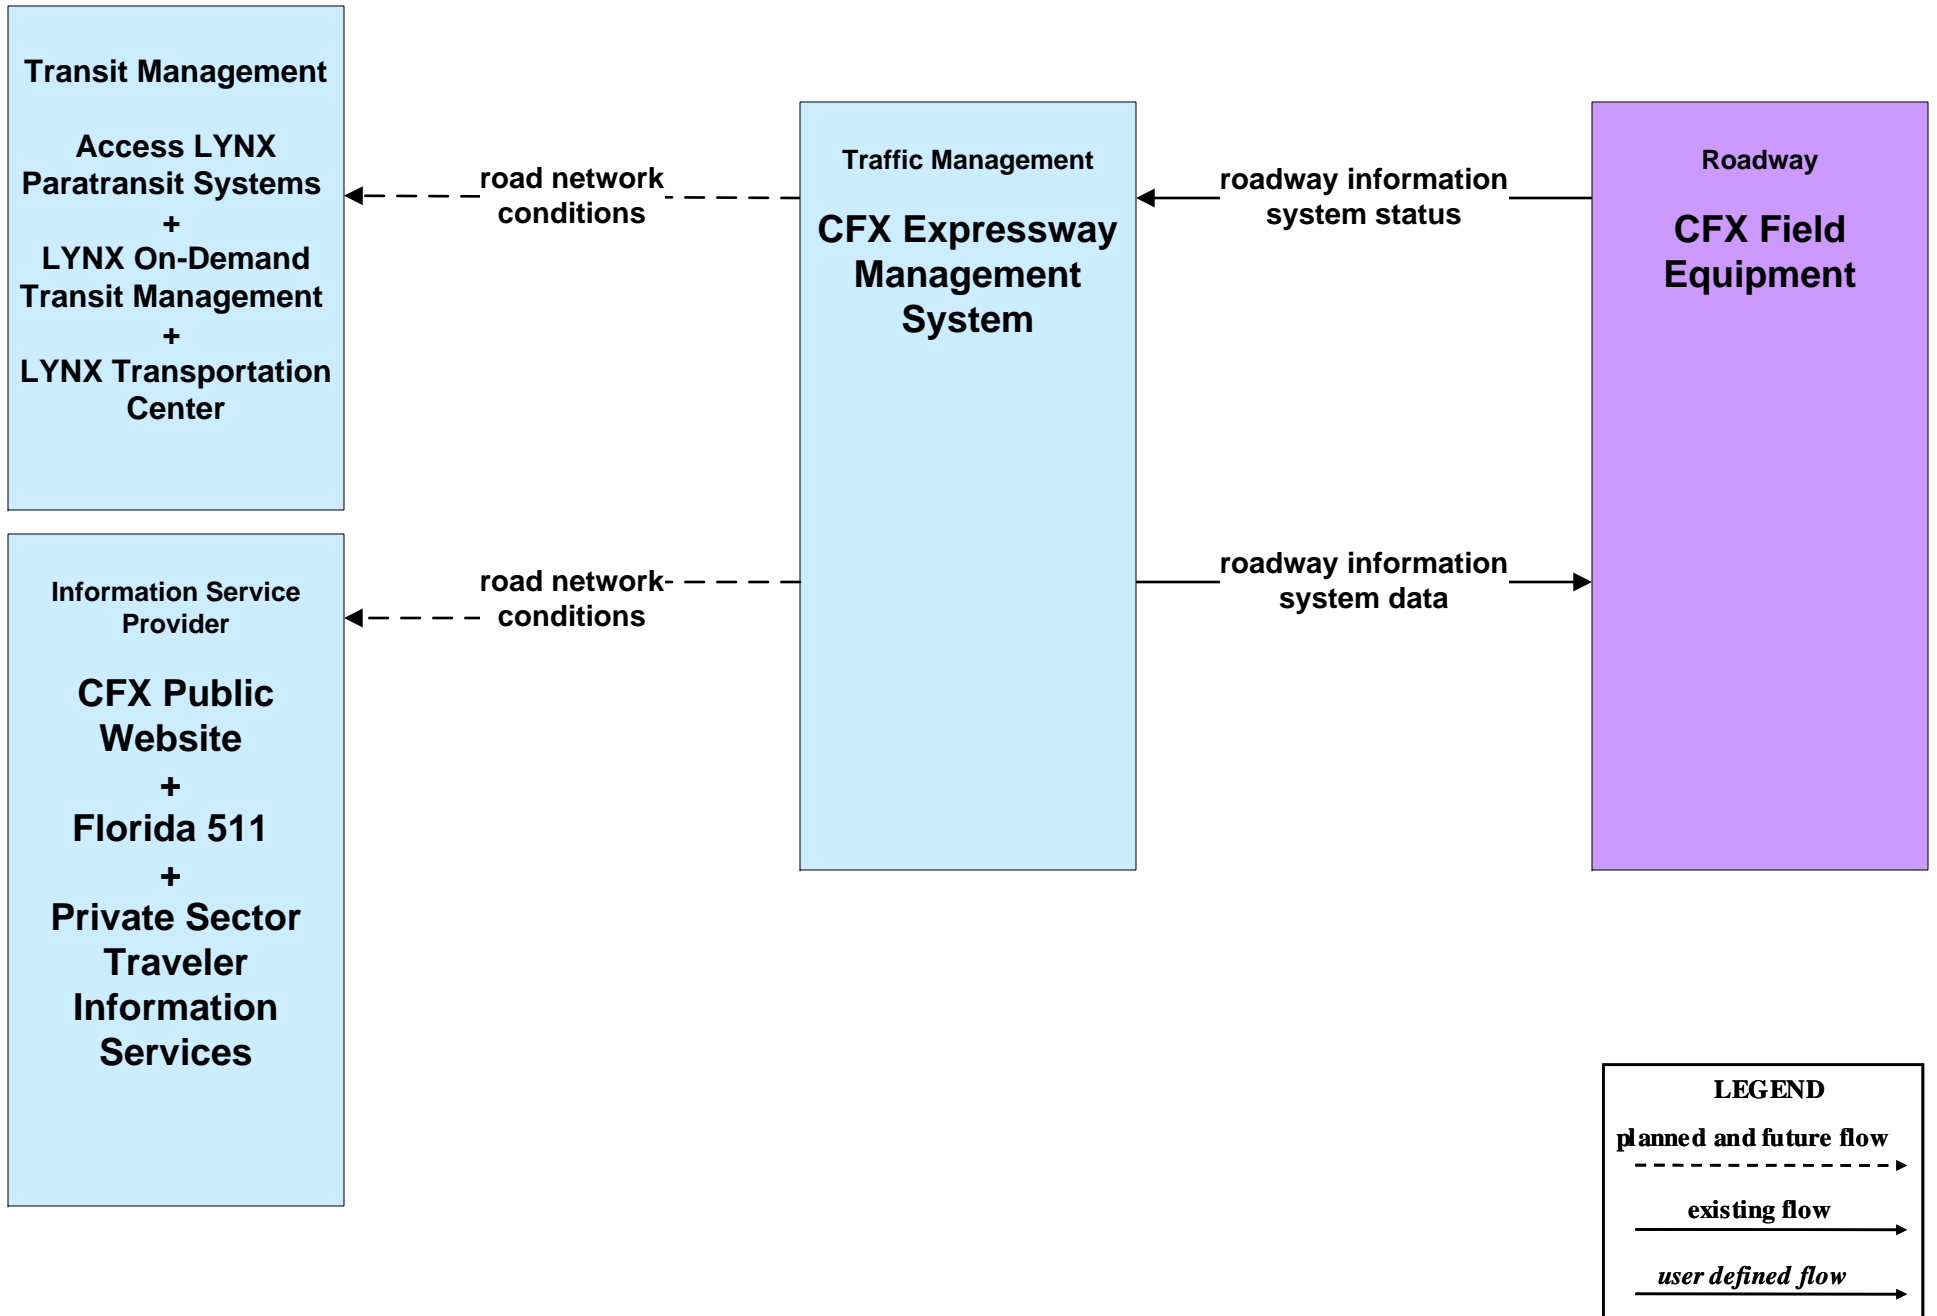 Transit Management
Access LYNX
Paratransit Systems
+
LYNX On-Demand
Transit Management
+
LYNX Transportation
Center
road network
conditions
Traffic Management
CFX Expressway
Management
System
roadway information
system status
Roadway
CFX Field
Equipment
Information Service
Provider
CFX Public
Website
+
Florida 511
+
Private Sector
Traveler
Information
Services
road network
conditions
roadway information
system data
LEGEND
planned and future flow
existing flow
user defined flow